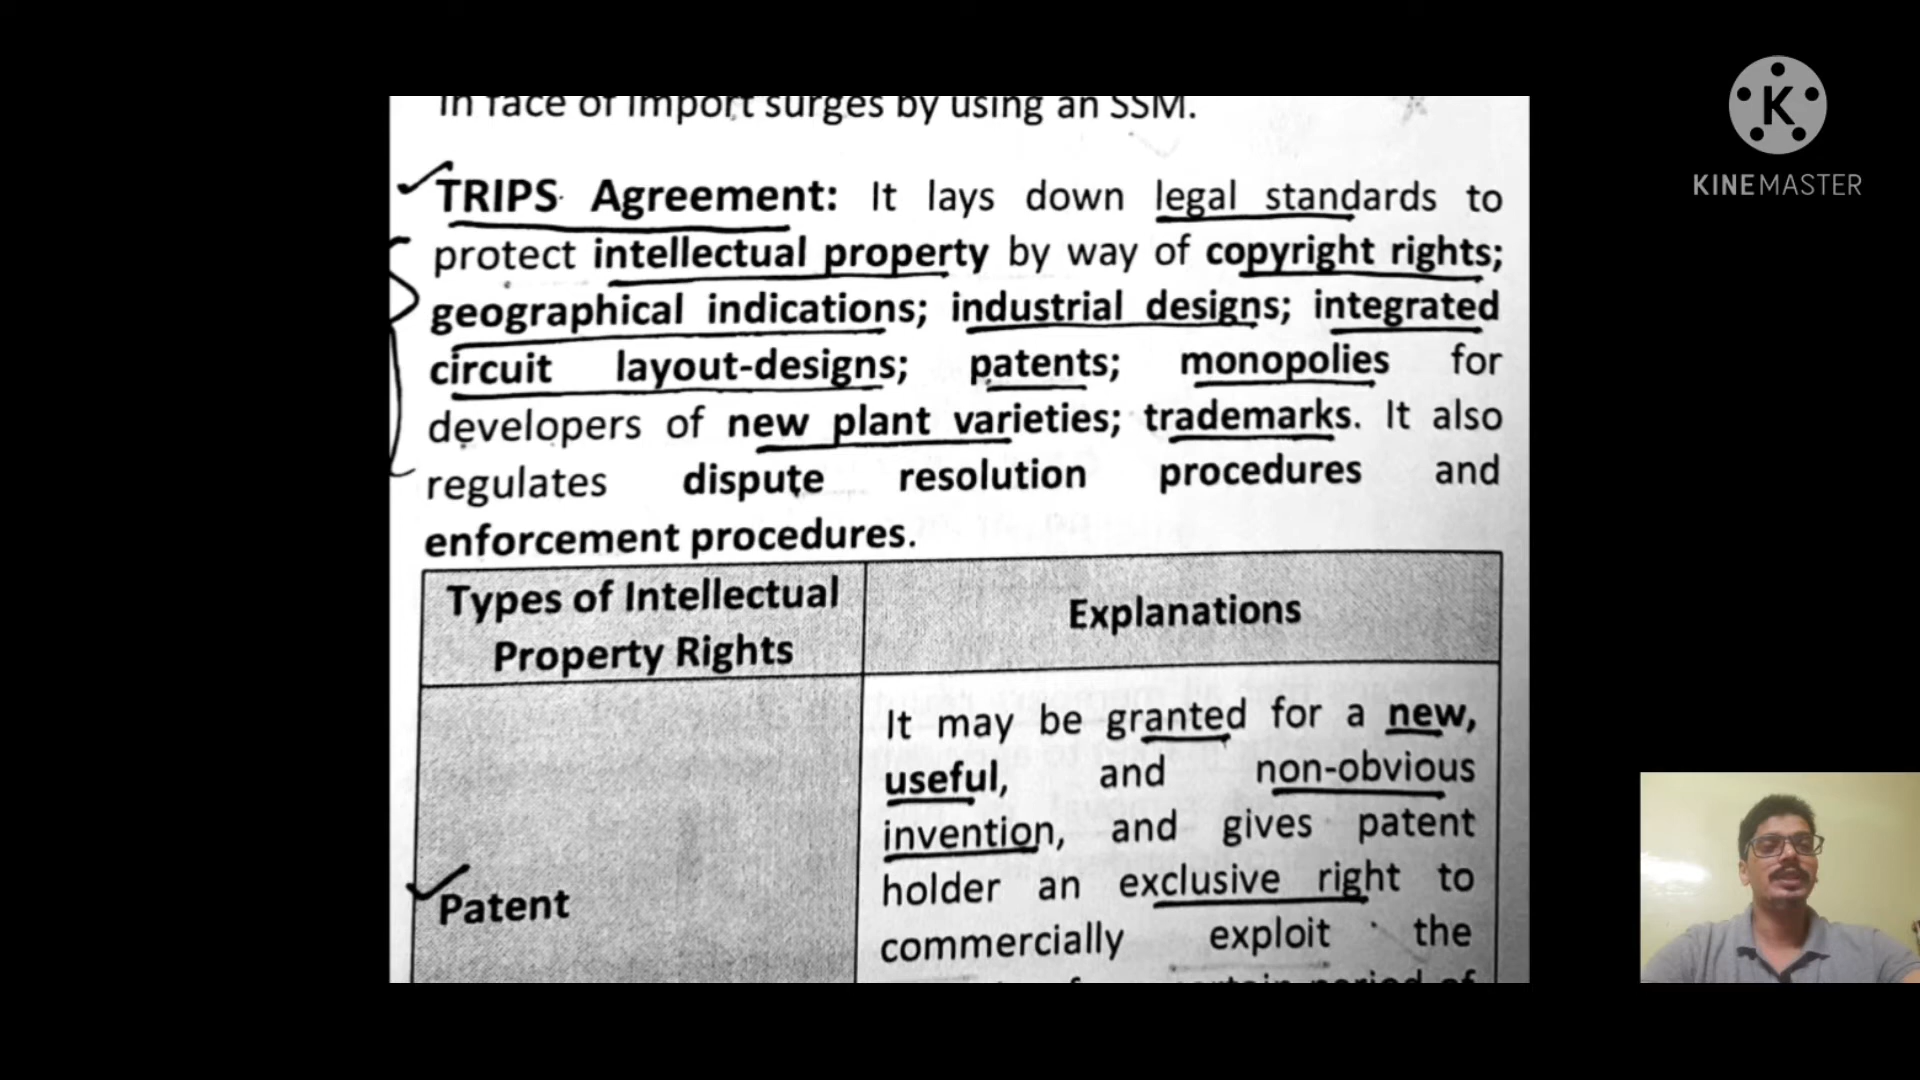 in face of import surges by using an SSM.
TRIPS Agreement: It lays down legal standards to
protect intellectual property by way of copyright rights;
geographical indications; industrial designs; integrated
circuit layout-designs; patents; monopolies for
developers of new plant varieties; trademarks. It also
regulates dispute resolution procedures and
enforcement procedures.
Types of Intellectual
Property Rights
Explanations
Patent
It may be granted for a new,
useful, and non-obvious
invention, and gives patent
holder an exclusive right to
commercially exploit the
certain period of
K
KINEMASTER